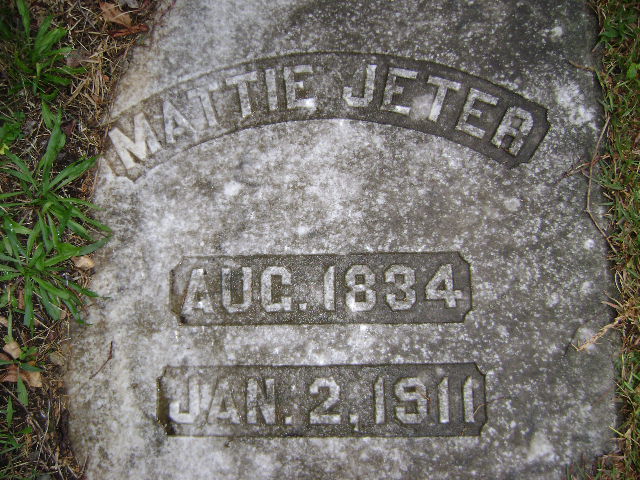 MATTIE JETER
AUG. 1834
JAN. 2, 1911